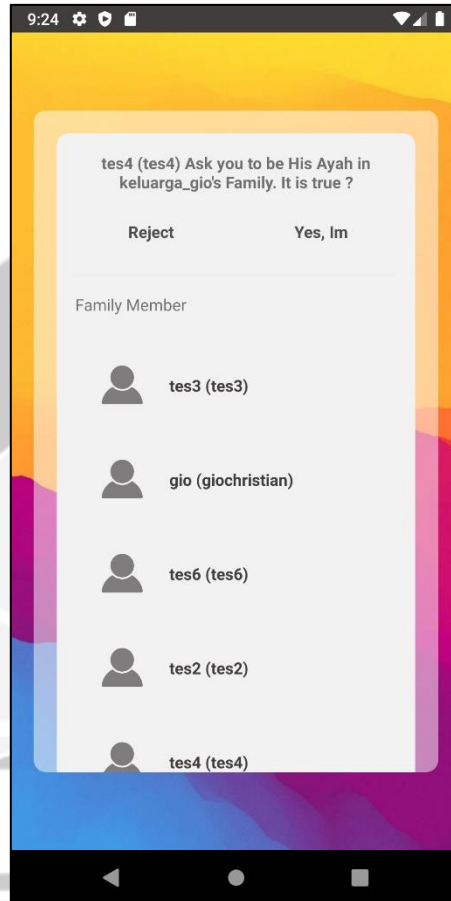 9:24
tes4 (tes4) Ask you to be His Ayah in
keluarga_gio's Family. It is true ?
Reject
Yes, Im
Family Member
tes3 (tes3)
gio (giochristian)
tes6 (tes6)
tes2 (tes2)
tes4 (tes4)